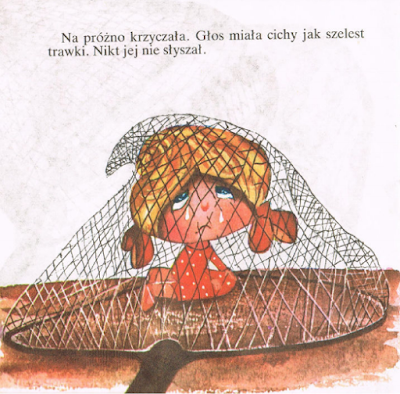 Na próżno krzyczała. Głos miała cichy jak szelest
trawki. Nikt jej nie słyszał.